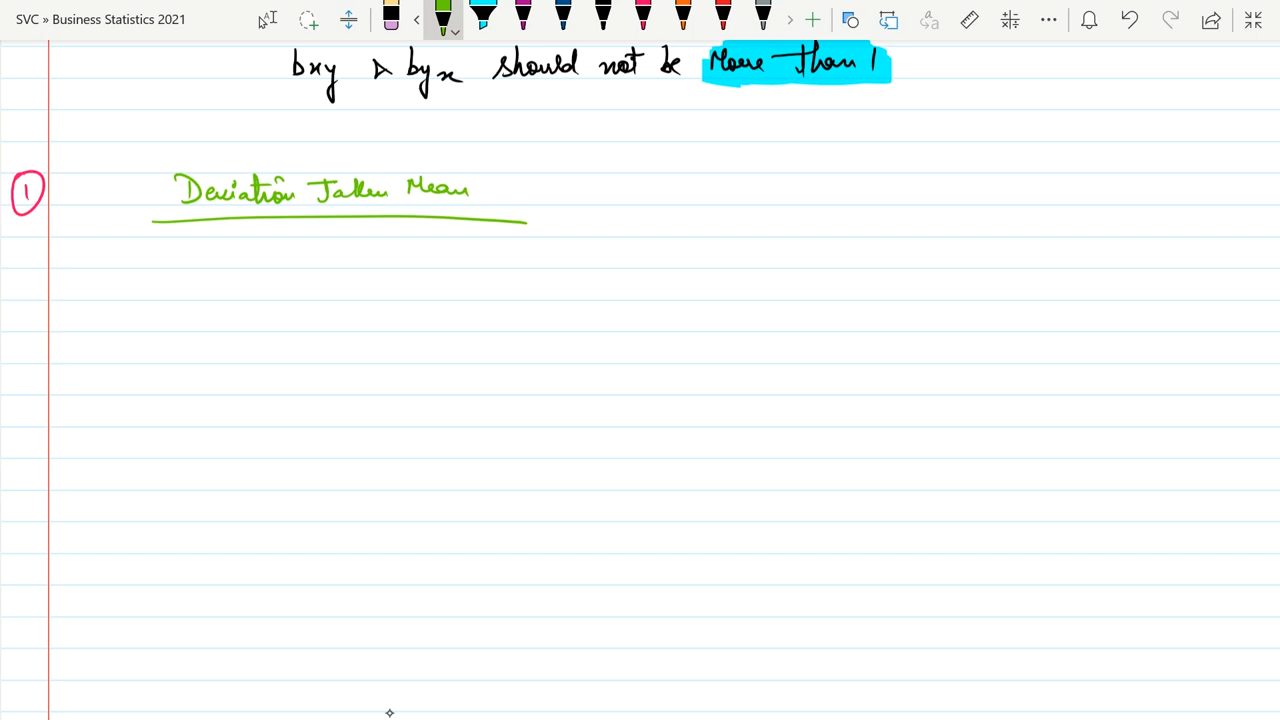 SVC » Business Statistics 2021
bxy & byx should not be More than 1
① Deviation Taken Mean